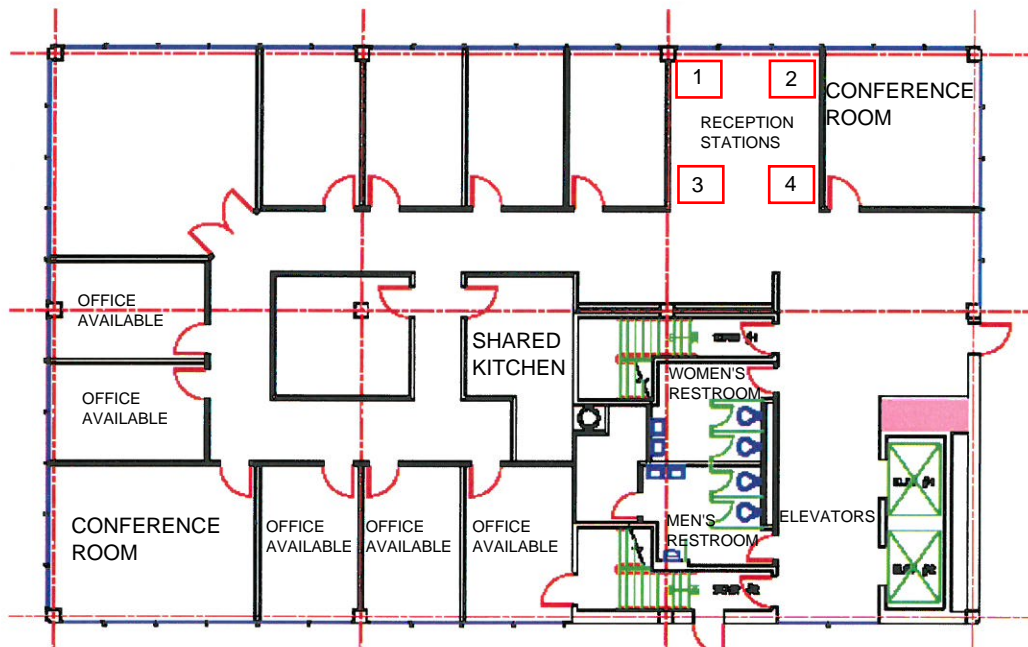 1
2
CONFERENCE
ROOM
RECEPTION
STATIONS
3
4
OFFICE
AVAILABLE
SHARED
KITCHEN
WOMEN'S
RESTROOM
OFFICE
AVAILABLE
CONFERENCE
ROOM
OFFICE
AVAILABLE
OFFICE
AVAILABLE
OFFICE
AVAILABLE
MEN'S
RESTROOM
ELEVATORS